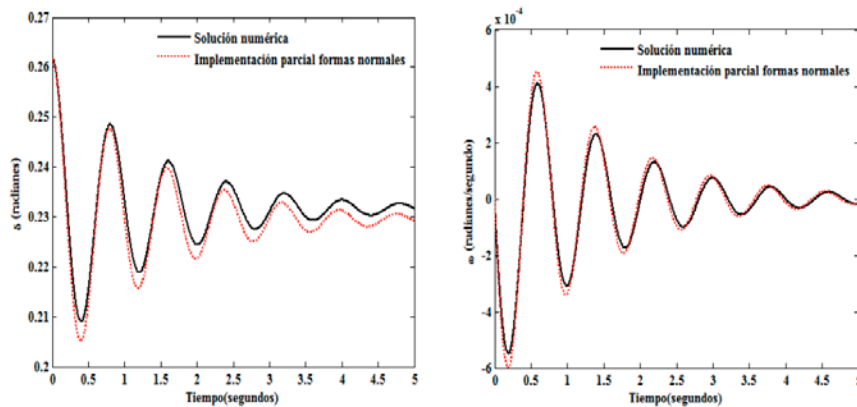 0.27
0.26
0.25
0.24
0.23
0.22
0.21
0.2
δ (radianes)
Solución numérica
Implementación parcial formas normales
0 0.5 1 1.5 2 2.5 3 3.5 4 4.5 5
Tiempo(segundos)
x 10⁻⁴
6
4
2
0
-2
-4
-6
ω (radianes/segundo)
Solución numérica
Implementación parcial formas normales
0 0.5 1 1.5 2 2.5 3 3.5 4 4.5 5
Tiempo(segundos)